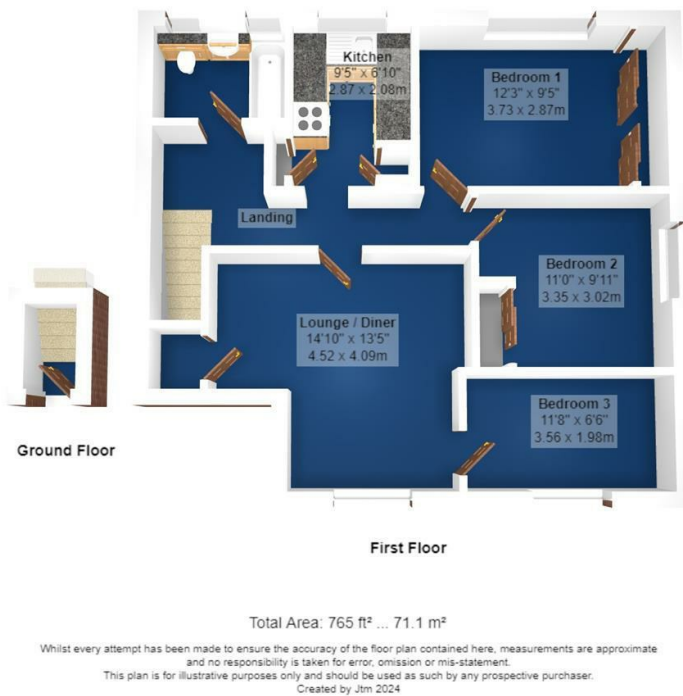 Kitchen
9'5" x 6'10"
2.87 x 2.08m
Bedroom 1
12'3" x 9'5"
3.73 x 2.87m
Landing
Bedroom 2
11'0" x 9'11"
3.35 x 3.02m
Lounge / Diner
14'10" x 13'5"
4.52 x 4.09m
Bedroom 3
11'8" x 6'6"
3.56 x 1.98m
Ground Floor
First Floor
Total Area: 765 ft² ... 71.1 m²
Whilst every attempt has been made to ensure the accuracy of the floor plan contained here, measurements are approximate
and no responsibility is taken for error, omission or mis-statement.
This plan is for illustrative purposes only and should be used as such by any prospective purchaser.
Created by Jtm 2024